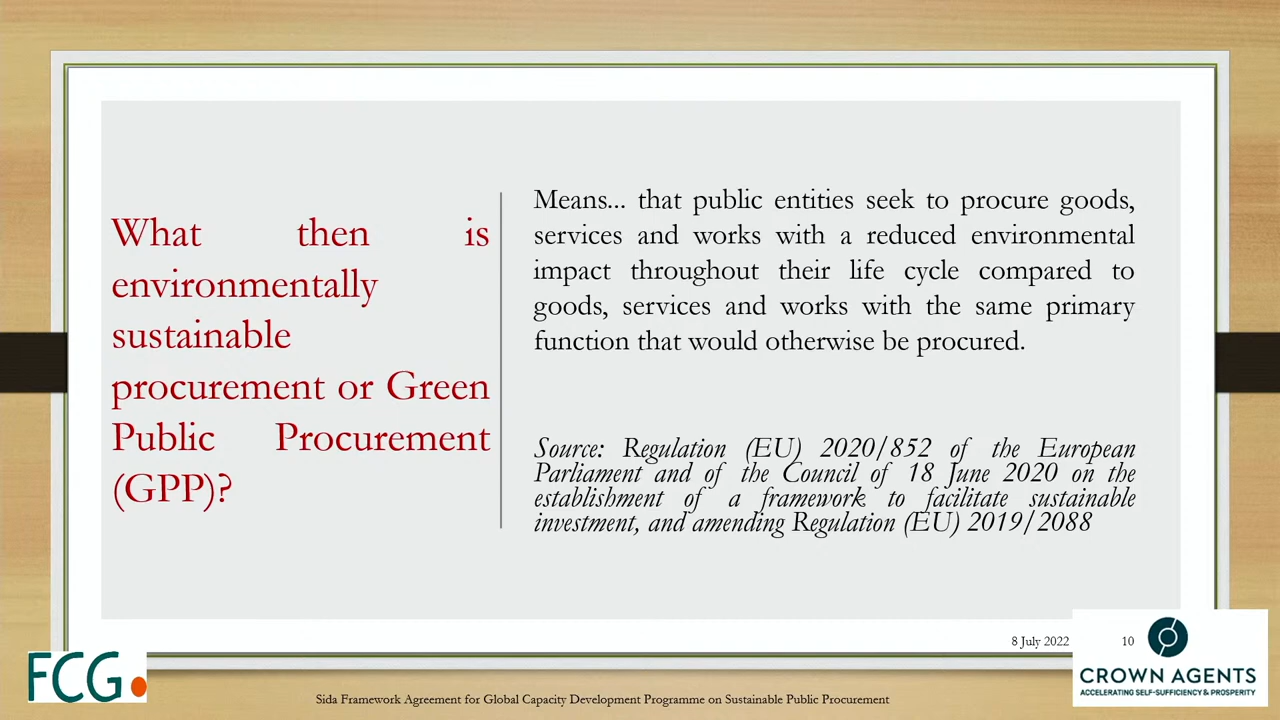 What then is
environmentally
sustainable
procurement or Green
Public Procurement
(GPP)?
Means... that public entities seek to procure goods,
services and works with a reduced environmental
impact throughout their life cycle compared to
goods, services and works with the same primary
function that would otherwise be procured.
Source: Regulation (EU) 2020/852 of the European
Parliament and of the Council of 18 June 2020 on the
establishment of a framework to facilitate sustainable
investment, and amending Regulation (EU) 2019/2088
8 July 2022
10
FCG.
CROWN AGENTS
ACCELERATING SELF-SUFFICIENCY & PROSPERITY
Sida Framework Agreement for Global Capacity Development Programme on Sustainable Public Procurement